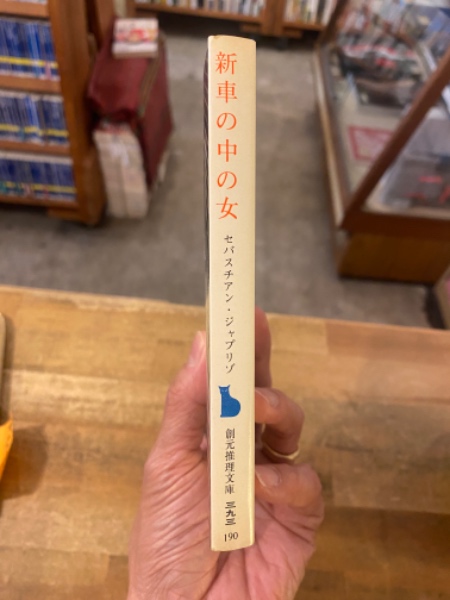 新車の中の女
セバスチアン・ジャプリゾ
創元推理文庫 三九三
190